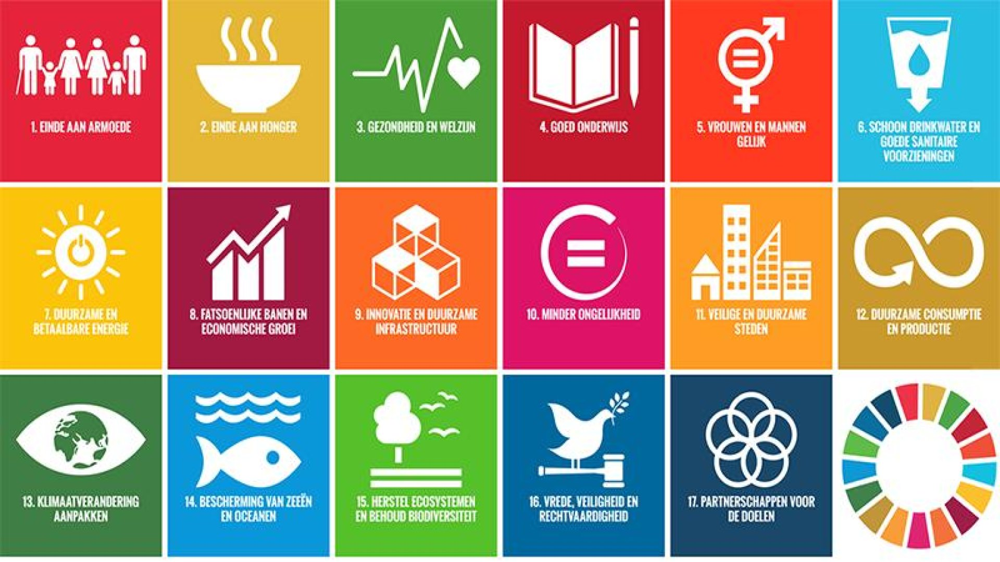 1. EINDE AAN ARMOEDE
2. EINDE AAN HONGER
3. GEZONDHEID EN WELZIJN
4. GOED ONDERWIJS
5. VROUWEN EN MANNEN
GELIJK
6. SCHOON DRINKWATER EN
GOEDE SANITAIRE
VOORZIENINGEN
7. DUURZAME EN
BETAALBARE ENERGIE
8. FATSOENLIJKE BANEN EN
ECONOMISCHE GROEI
9. INNOVATIE EN DUURZAME
INFRASTRUCTUUR
10. MINDER ONGELIJKHEID
11. VEILIGE EN DUURZAME
STEDEN
12. DUURZAME CONSUMPTIE
EN PRODUCTIE
13. KLIMAATVERANDERING
AANPAKKEN
14. BESCHERMING VAN ZEEËN
EN OCEANEN
15. HERSTEL ECOSYSTEMEN
EN BEHOUD BIODIVERSITEIT
16. VREDE, VEILIGHEID EN
RECHTVAARDIGHEID
17. PARTNERSCHAPPEN VOOR
DE DOELEN